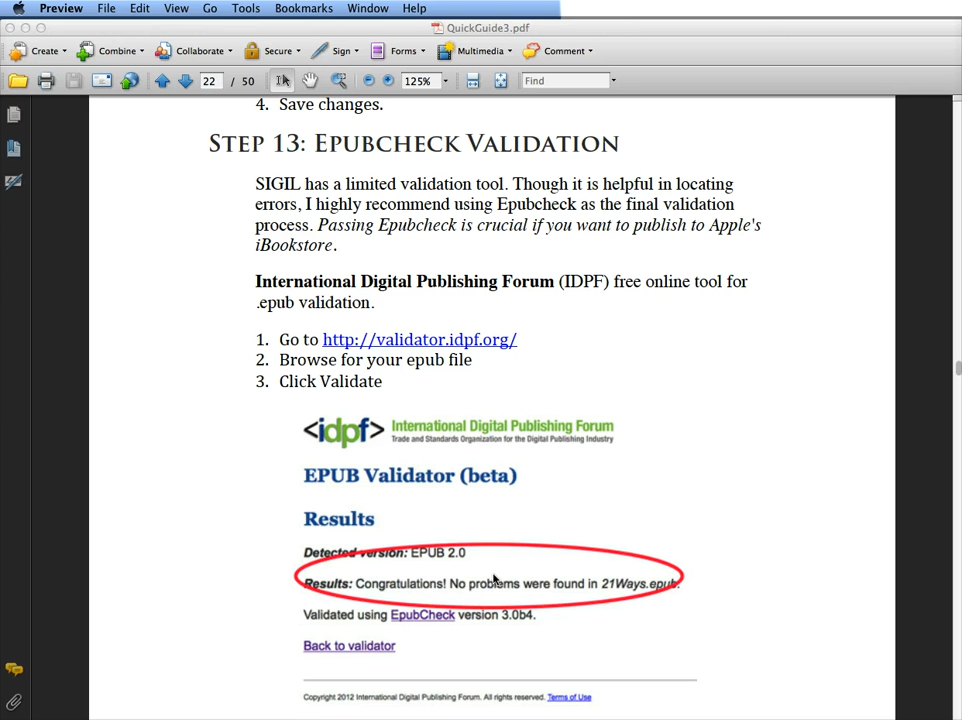 Preview File Edit View Go Tools Bookmarks Window Help
QuickGuide3.pdf
Create Combine Collaborate Secure Sign Forms Multimedia Comment
22 / 50 125% Find
4. Save changes.
STEP 13: EPUBCHECK VALIDATION
SIGIL has a limited validation tool. Though it is helpful in locating
errors, I highly recommend using Epubcheck as the final validation
process. Passing Epubcheck is crucial if you want to publish to Apple's
iBookstore.
International Digital Publishing Forum (IDPF) free online tool for
.epub validation.
1. Go to http://validator.idpf.org/
2. Browse for your epub file
3. Click Validate
<idpf> International Digital Publishing Forum
Trade and Standards Organization for the Digital Publishing Industry
EPUB Validator (beta)
Results
Detected version: EPUB 2.0
Results: Congratulations! No problems were found in 21Ways.epub.
Validated using EpubCheck version 3.0b4.
Back to validator
Copyright 2012 International Digital Publishing Forum. All rights reserved. Terms of Use